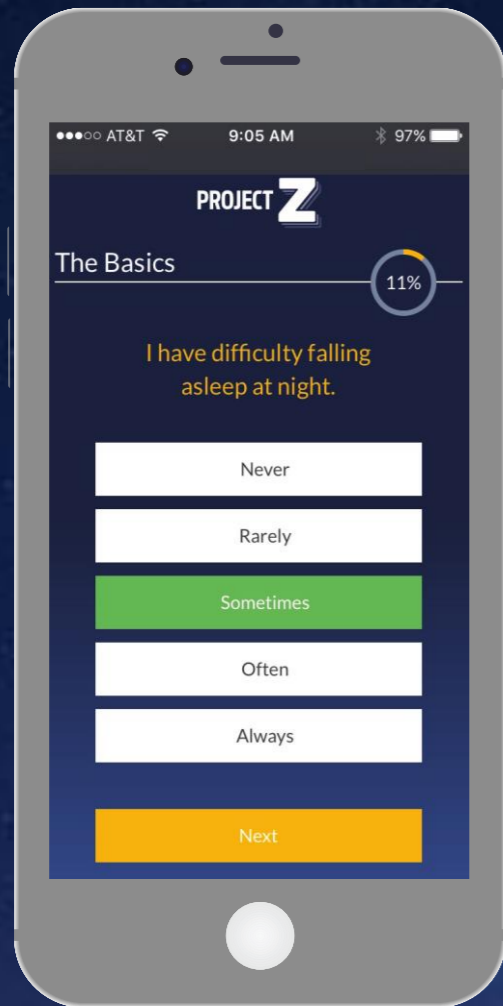 AT&T 9:05 AM 97%
PROJECT Z
The Basics
11%
I have difficulty falling
asleep at night.
Never
Rarely
Sometimes
Often
Always
Next